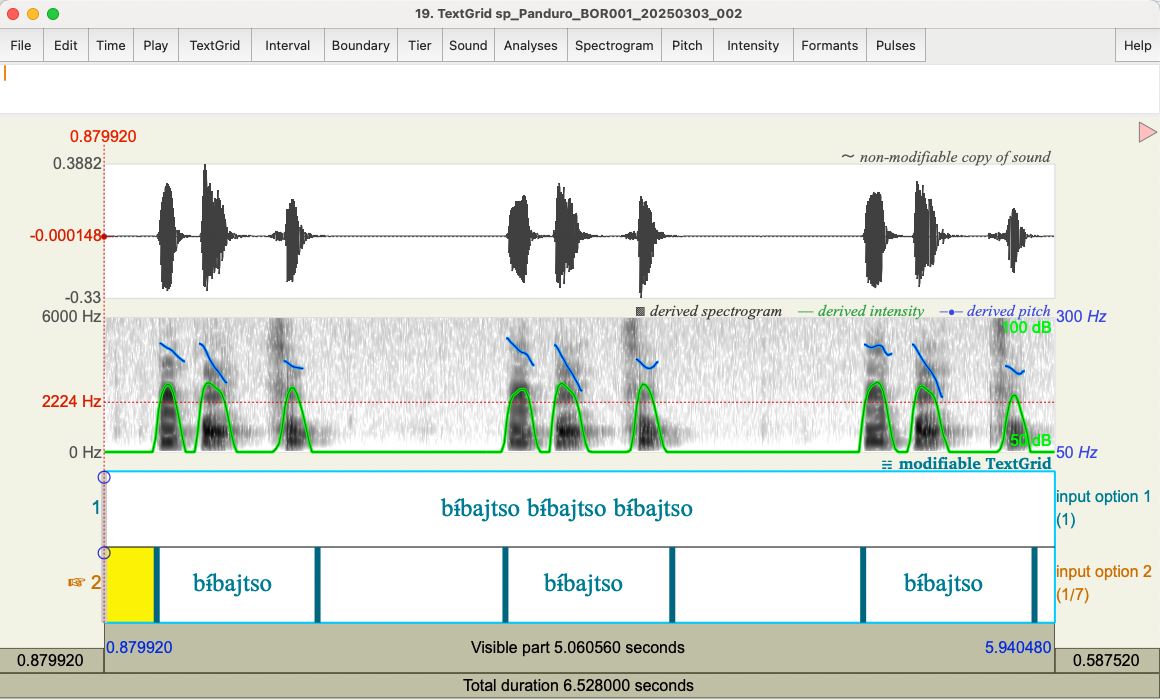 19. TextGrid sp_Panduro_BOR001_20250303_002
File Edit Time Play TextGrid Interval Boundary Tier Sound Analyses Spectrogram Pitch Intensity Formants Pulses Help
0.879920
0.3882
~ non-modifiable copy of sound
-0.000148
-0.33
derived spectrogram derived intensity derived pitch
6000 Hz
300 Hz
100 dB
2224 Hz
50 dB
0 Hz
50 Hz
modifiable TextGrid
1
bɨ́bajtso bɨ́bajtso bɨ́bajtso
input option 1
(1)
☞ 2
bɨ́bajtso bɨ́bajtso bɨ́bajtso
input option 2
(1/7)
0.879920 Visible part 5.060560 seconds 5.940480
0.879920 0.587520
Total duration 6.528000 seconds